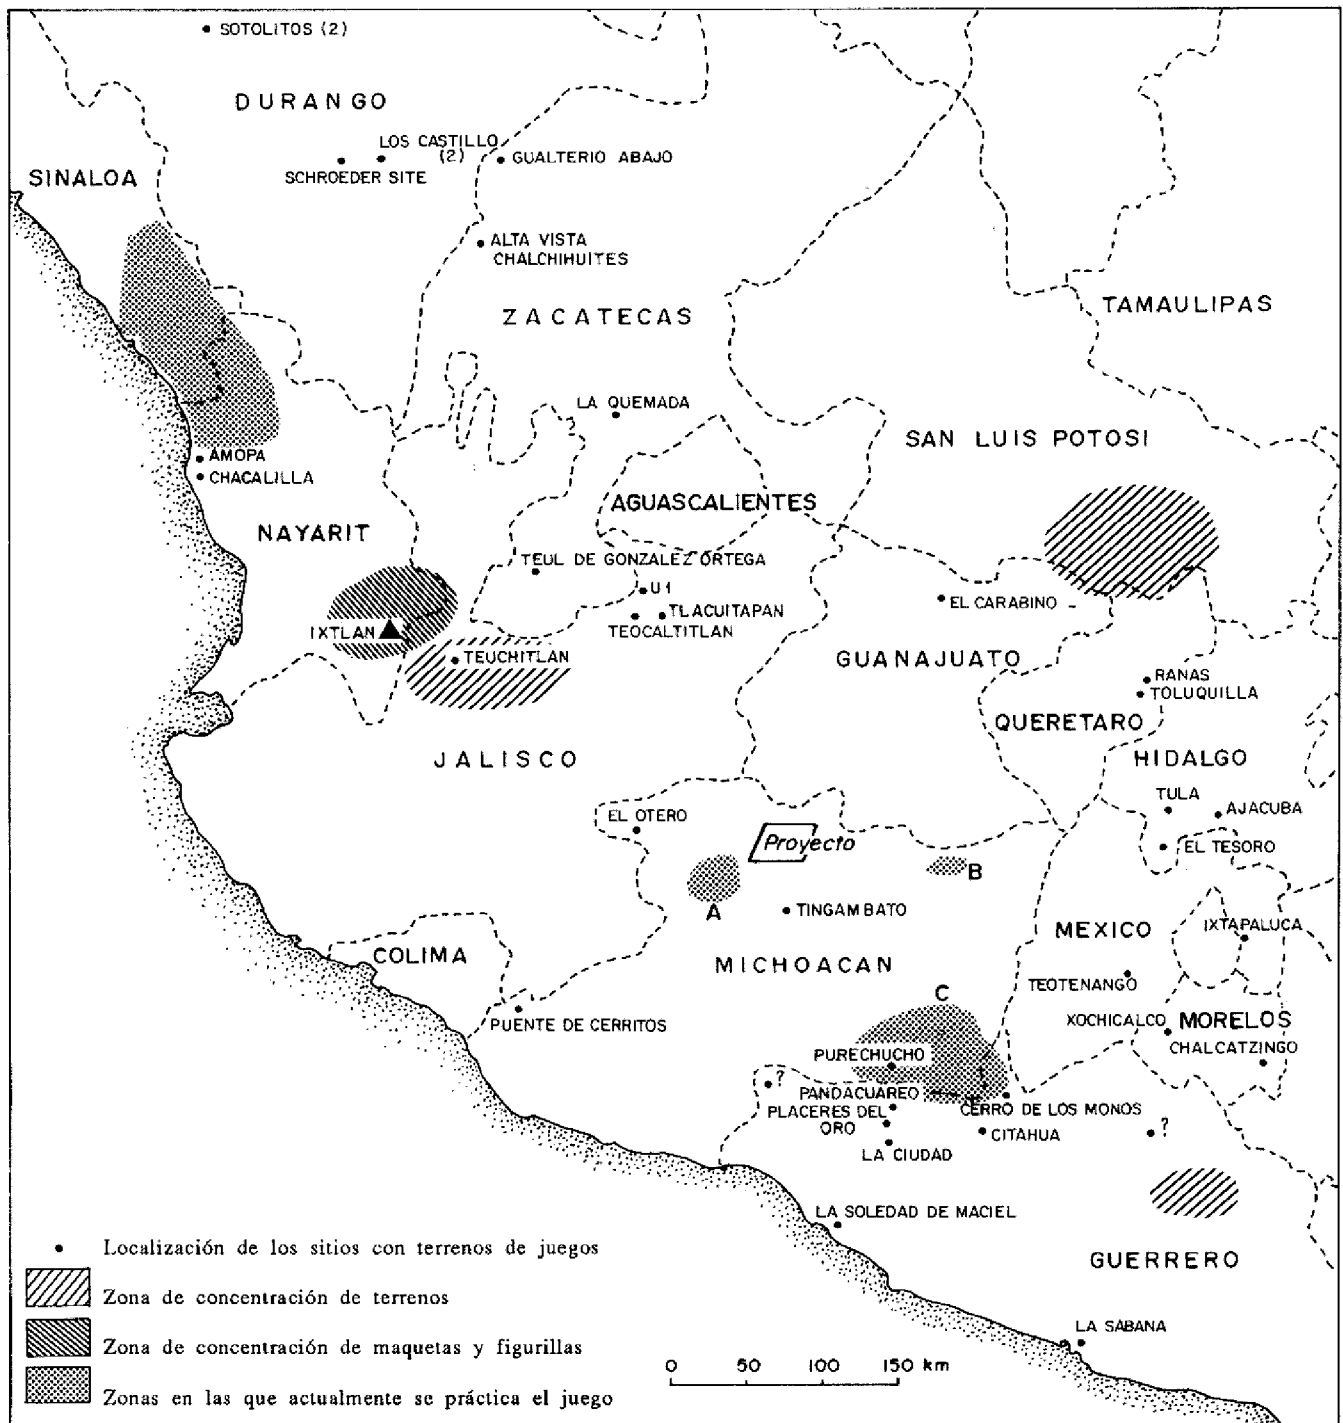 SOTOLITOS (2)
DURANGO
LOS CASTILLO
(2)
GUALTERIO ABAJO
SCHROEDER SITE
SINALOA
ALTA VISTA
CHALCHIHUITES
ZACATECAS
TAMAULIPAS
LA QUEMADA
SAN LUIS POTOSI
AMOPA
CHACALILLA
AGUASCALIENTES
NAYARIT
TEUL DE GONZALEZ ORTEGA
U1
EL CARABINO
TLACUITAPAN
TEOCALTITLAN
IXTLAN
TEUCHITLAN
GUANAJUATO
RANAS
TOLUQUILLA
QUERETARO
JALISCO
HIDALGO
TULA
AJACUBA
EL OTERO
Proyecto
EL TESORO
B
A
TINGAMBATO
MEXICO
IXTAPALUCA
COLIMA
MICHOACAN
TEOTENANGO
C
PUENTE DE CERRITOS
XOCHICALCO
MORELOS
CHALCATZINGO
PURECHUCHO
?
PANDACUAREO
PLACERES DEL
ORO
CERRO DE LOS MONOS
CITAHUA
?
LA CIUDAD
LA SOLEDAD DE MACIEL
GUERRERO
LA SABANA
Localización de los sitios con terrenos de juegos
Zona de concentración de terrenos
Zona de concentración de maquetas y figurillas
Zonas en las que actualmente se práctica el juego
0 50 100 150 km